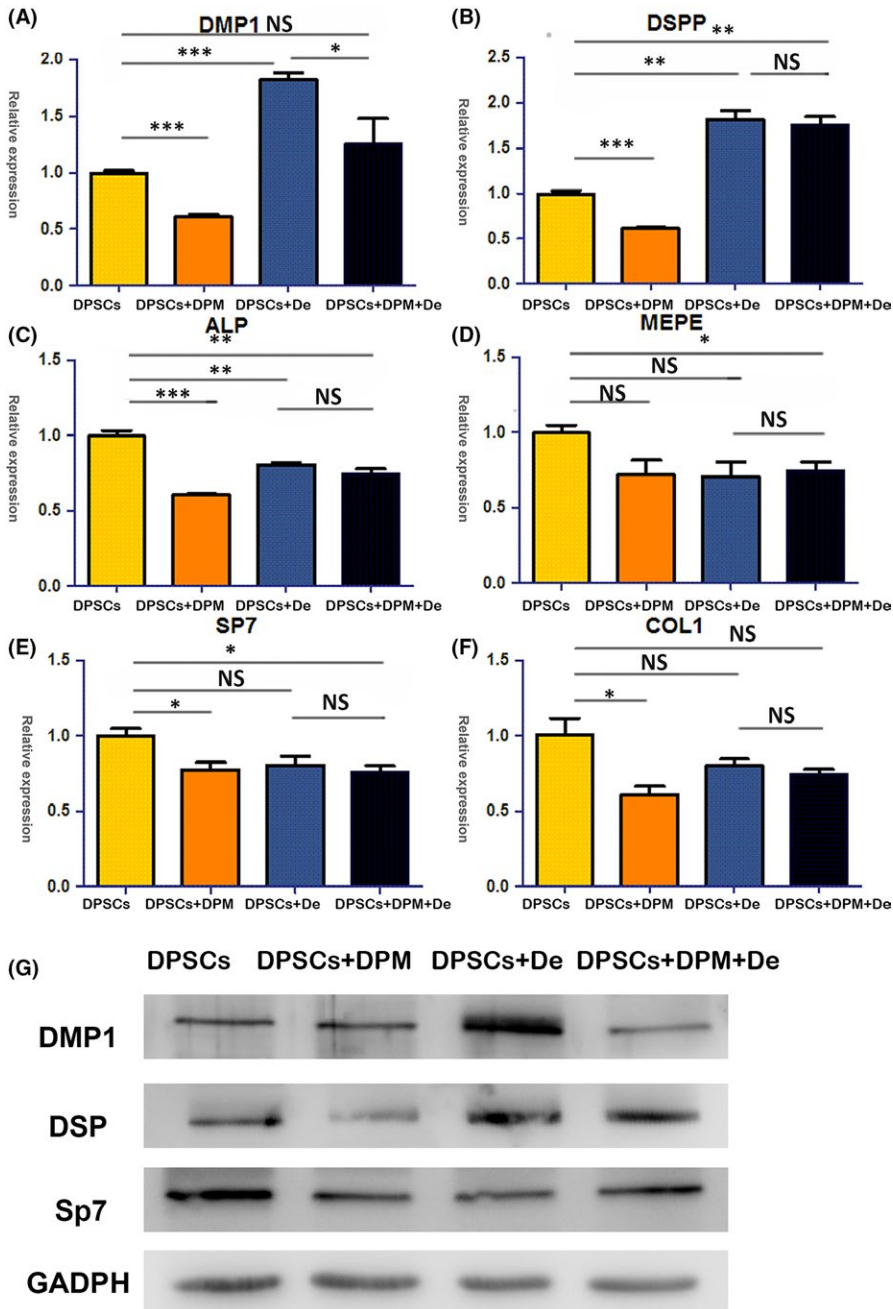 (A)
DMP1 NS
***
*
***
Relative expression
2.0
1.5
1.0
0.5
0.0
DPSCs DPSCs+DPM DPSCs+De DPSCs+DPM+De
(B)
DSPP
**
**
NS
***
Relative expression
2.5
2.0
1.5
1.0
0.5
0.0
DPSCs DPSCs+DPM DPSCs+De DPSCs+DPM+De
(C)
ALP
**
**
***
NS
Relative expression
1.5
1.0
0.5
0.0
DPSCs DPSCs+DPM DPSCs+De DPSCs+DPM+De
(D)
MEPE
*
NS
NS
NS
Relative expression
1.5
1.0
0.5
0.0
DPSCs DPSCs+DPM DPSCs+De DPSCs+DPM+De
(E)
SP7
*
NS
*
NS
Relative expression
1.5
1.0
0.5
0.0
DPSCs DPSCs+DPM DPSCs+De DPSCs+DPM+De
(F)
COL1
NS
NS
*
NS
Relative expression
1.5
1.0
0.5
0.0
DPSCs DPSCs+DPM DPSCs+De DPSCs+DPM+De
(G)
DPSCs DPSCs+DPM DPSCs+De DPSCs+DPM+De
DMP1
DSP
Sp7
GADPH